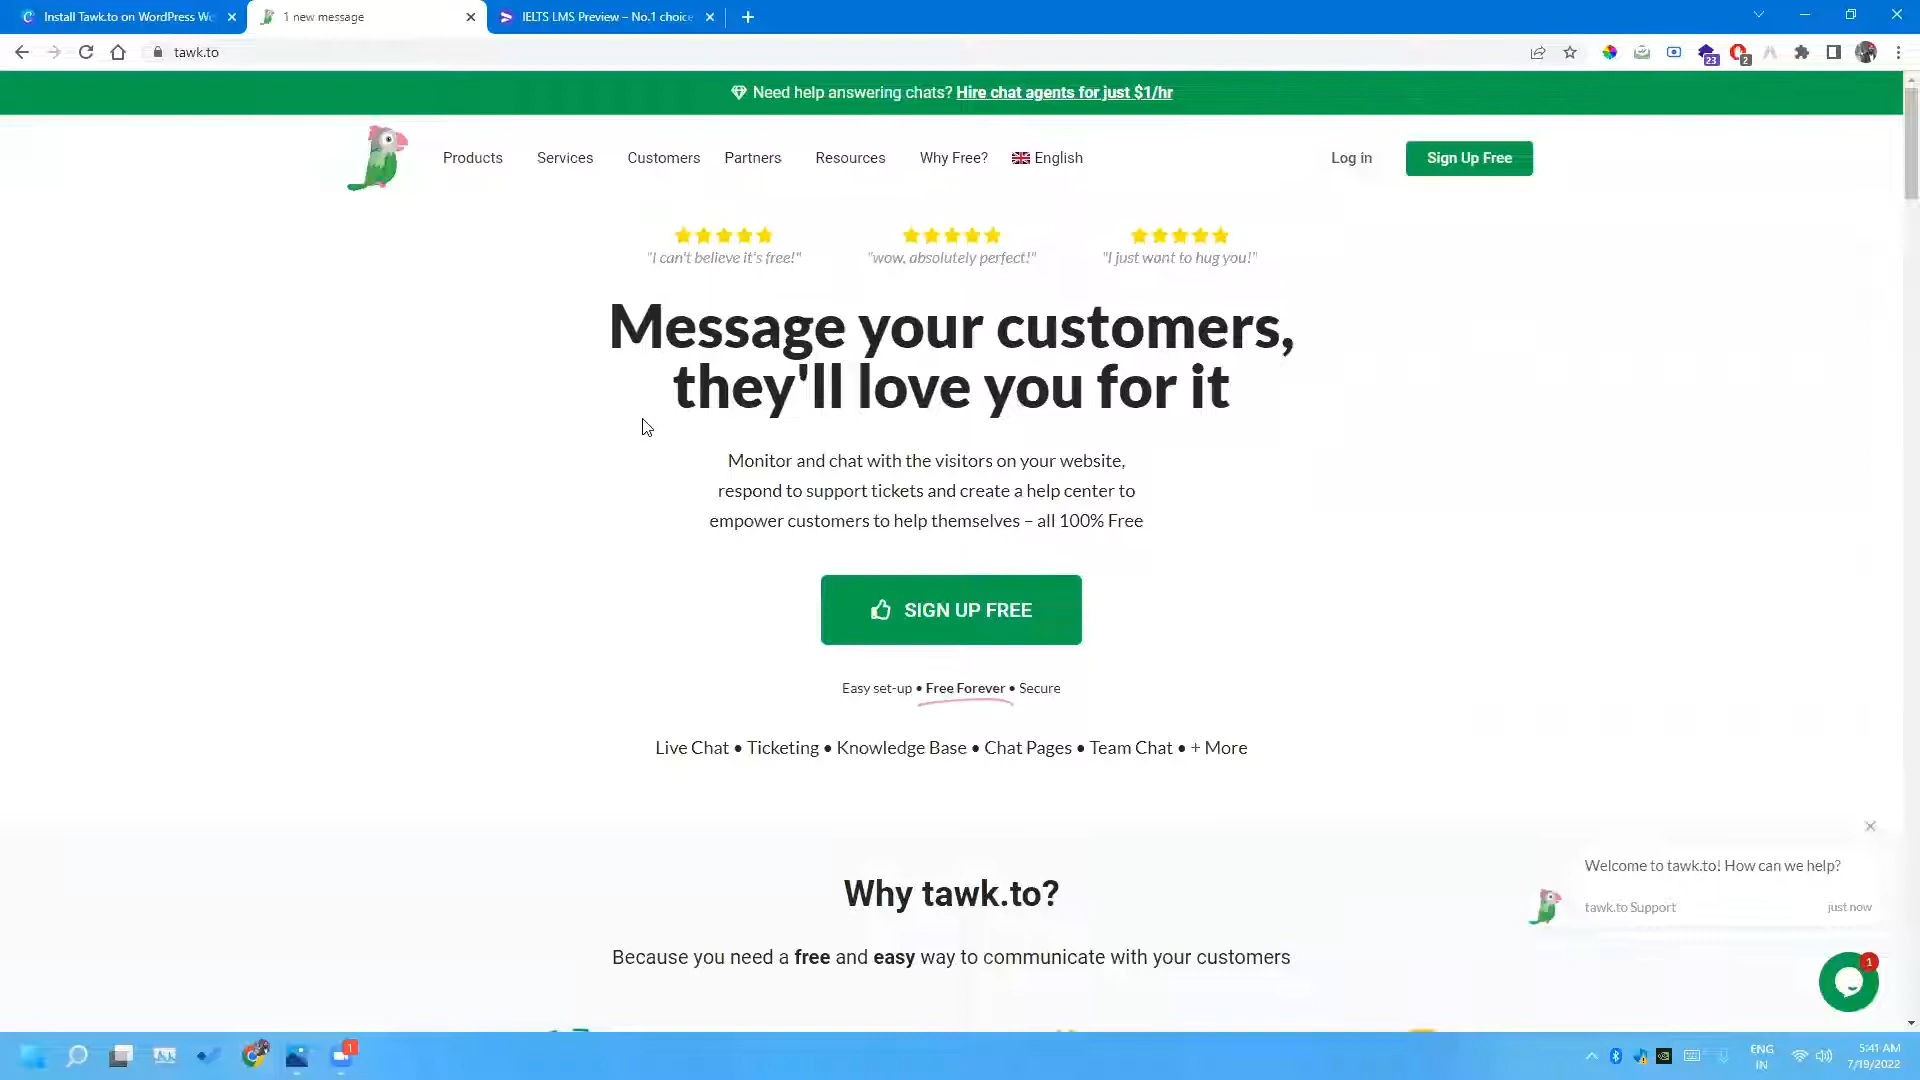 Install Tawk.to on WordPress We
1 new message
IELTS LMS Preview – No.1 choice
tawk.to
23
2
Need help answering chats? Hire chat agents for just $1/hr
Products
Services
Customers
Partners
Resources
Why Free?
English
Log in
Sign Up Free
"I can't believe it's free!"
"wow, absolutely perfect!"
"I just want to hug you!"
Message your customers,
they'll love you for it
Monitor and chat with the visitors on your website,
respond to support tickets and create a help center to
empower customers to help themselves – all 100% Free
SIGN UP FREE
Easy set-up • Free Forever • Secure
Live Chat • Ticketing • Knowledge Base • Chat Pages • Team Chat • + More
Why tawk.to?
Because you need a free and easy way to communicate with your customers
Welcome to tawk.to! How can we help?
tawk.to Support
just now
1
1
ENG
IN
5:41 AM
7/19/2022